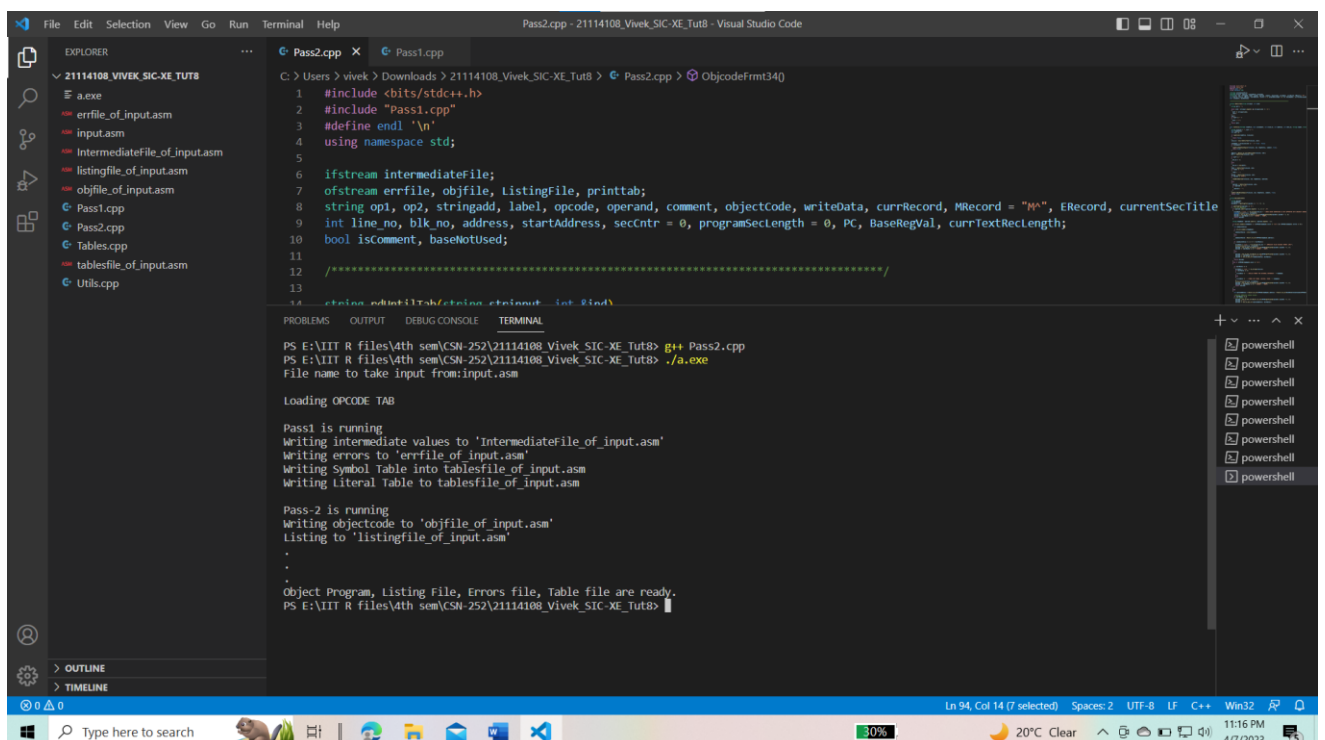 File Edit Selection View Go Run Terminal Help
Pass2.cpp - 21114108_Vivek_SIC-XE_Tut8 - Visual Studio Code
EXPLORER
21114108_VIVEK_SIC-XE_TUT8
a.exe
errfile_of_input.asm
input.asm
IntermediateFile_of_input.asm
listingfile_of_input.asm
objfile_of_input.asm
Pass1.cpp
Pass2.cpp
Tables.cpp
tablesfile_of_input.asm
Utils.cpp
OUTLINE
TIMELINE
Pass2.cpp
Pass1.cpp
C: > Users > vivek > Downloads > 21114108_Vivek_SIC-XE_Tut8 > Pass2.cpp > ObjcodeFrmt34()
1 #include <bits/stdc++.h>
2 #include "Pass1.cpp"
3 #define endl '\n'
4 using namespace std;
5
6 ifstream intermediateFile;
7 ofstream errfile, objfile, ListingFile, printtab;
8 string op1, op2, stringadd, label, opcode, operand, comment, objectCode, writeData, currRecord, MRecord = "M^", ERecord, currentSecTitle
9 int line_no, blk_no, address, startAddress, secCntr = 0, programSecLength = 0, PC, BaseRegVal, currTextRecLength;
10 bool isComment, baseNotUsed;
11
12 /************************************************************************************/
13
14 string rdUntilTab(string strinput, int &ind)
PROBLEMS OUTPUT DEBUG CONSOLE TERMINAL
PS E:\IIT R files\4th sem\CSN-252\21114108_Vivek_SIC-XE_Tut8> g++ Pass2.cpp
PS E:\IIT R files\4th sem\CSN-252\21114108_Vivek_SIC-XE_Tut8> ./a.exe
File name to take input from:input.asm
Loading OPCODE TAB
Pass1 is running
Writing intermediate values to 'IntermediateFile_of_input.asm'
Writing errors to 'errfile_of_input.asm'
Writing Symbol Table into tablesfile_of_input.asm
Writing Literal Table to tablesfile_of_input.asm
Pass-2 is running
Writing objectcode to 'objfile_of_input.asm'
Listing to 'listingfile_of_input.asm'
.
.
.
Object Program, Listing File, Errors file, Table file are ready.
PS E:\IIT R files\4th sem\CSN-252\21114108_Vivek_SIC-XE_Tut8>
powershell
powershell
powershell
powershell
powershell
powershell
powershell
powershell
0 0
Ln 94, Col 14 (7 selected) Spaces: 2 UTF-8 LF C++ Win32
Type here to search
30%
20°C Clear
11:16 PM
4/7/2023